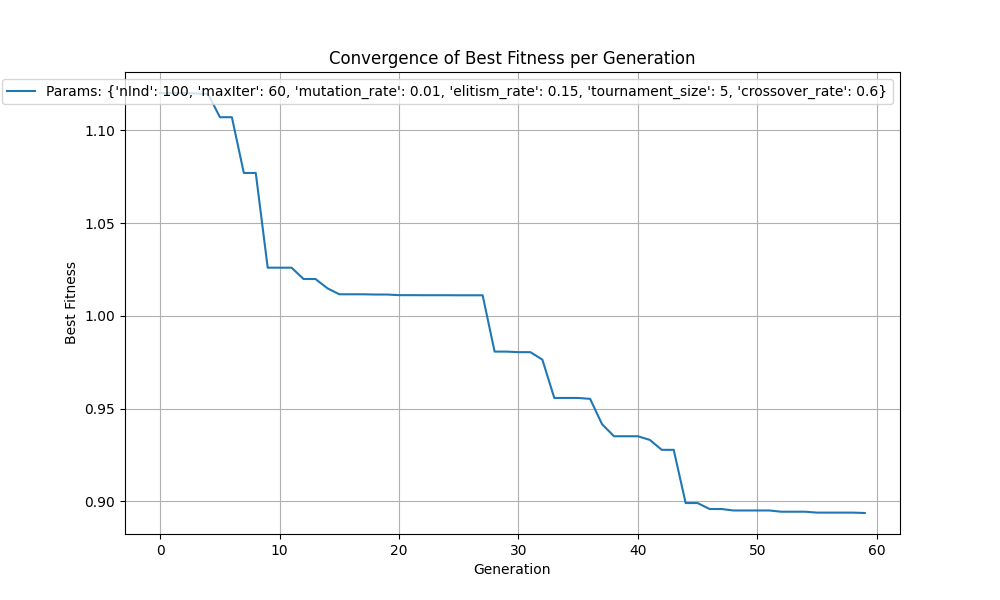 Convergence of Best Fitness per Generation
Params: {'nInd': 100, 'maxIter': 60, 'mutation_rate': 0.01, 'elitism_rate': 0.15, 'tournament_size': 5, 'crossover_rate': 0.6}
Best Fitness
1.10
1.05
1.00
0.95
0.90
0 10 20 30 40 50 60
Generation